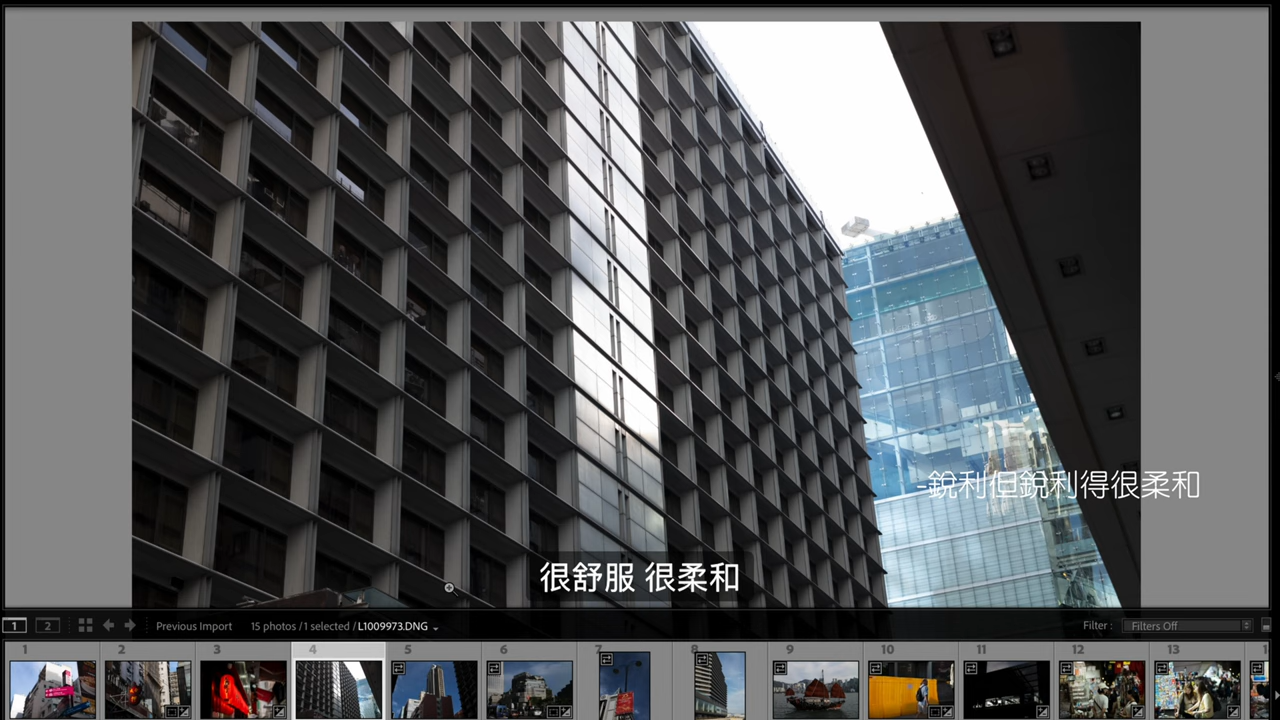 -銳利但銳利得很柔和
很舒服 很柔和
1 2 Previous Import 15 photos / 1 selected / L1009973.DNG Filter : Filters Off
1 2 3 4 5 6 7 8 9 10 11 12 13 1